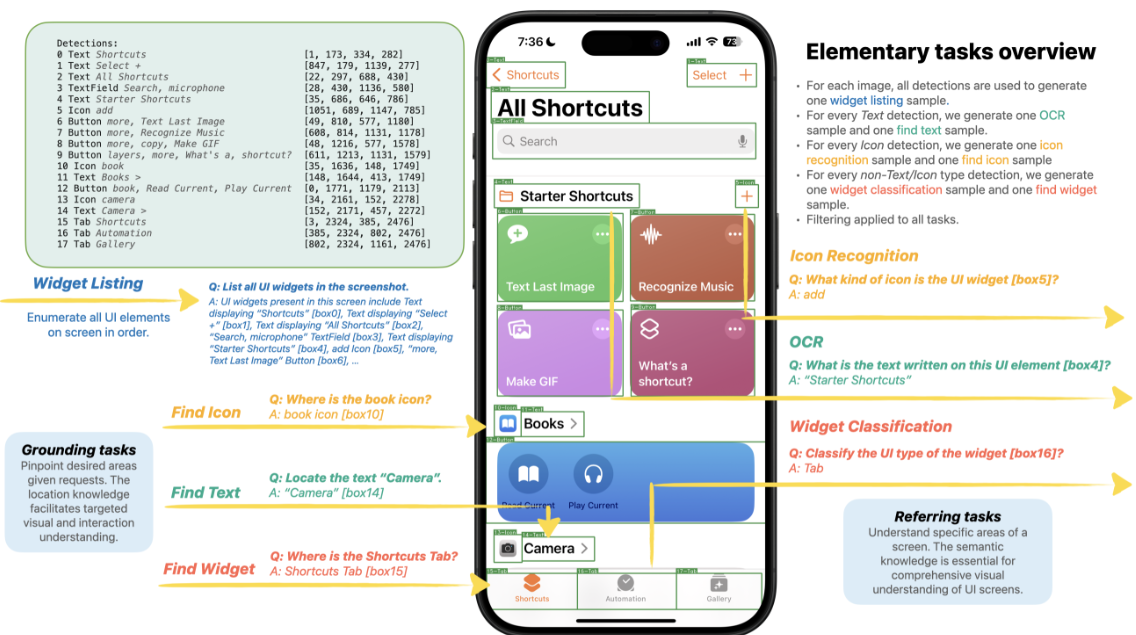 Detections:
0 Text Shortcuts [1, 173, 334, 282]
1 Text Select + [847, 179, 1139, 277]
2 Text All Shortcuts [22, 297, 688, 430]
3 TextField Search, microphone [28, 430, 1136, 580]
4 Text Starter Shortcuts [35, 686, 646, 786]
5 Icon add [1051, 689, 1147, 785]
6 Button more, Text Last Image [49, 810, 577, 1180]
7 Button more, Recognize Music [608, 814, 1131, 1178]
8 Button more, copy, Make GIF [48, 1216, 577, 1578]
9 Button layers, more, What's a, shortcut? [611, 1213, 1131, 1579]
10 Icon book [35, 1636, 148, 1749]
11 Text Books > [148, 1644, 413, 1749]
12 Button book, Read Current, Play Current [0, 1771, 1179, 2113]
13 Icon camera [34, 2161, 152, 2278]
14 Text Camera > [152, 2171, 457, 2272]
15 Tab Shortcuts [3, 2324, 385, 2476]
16 Tab Automation [385, 2324, 802, 2476]
17 Tab Gallery [802, 2324, 1161, 2476]
Widget Listing
Enumerate all UI elements
on screen in order.
Q: List all UI widgets in the screenshot.
A: UI widgets present in this screen include Text
displaying “Shortcuts” [box0], Text displaying “Select
+” [box1], Text displaying “All Shortcuts” [box2],
“Search, microphone” TextField [box3], Text displaying
“Starter Shortcuts” [box4], add Icon [box5], “more,
Text Last Image” Button [box6], ...
Find Icon
Q: Where is the book icon?
A: book icon [box10]
Grounding tasks
Pinpoint desired areas
given requests. The
location knowledge
facilitates targeted
visual and interaction
understanding.
Find Text
Q: Locate the text “Camera”.
A: “Camera” [box14]
Find Widget
Q: Where is the Shortcuts Tab?
A: Shortcuts Tab [box15]
7:36
73
Shortcuts
Select +
All Shortcuts
Search
Starter Shortcuts
Text Last Image
Recognize Music
Make GIF
What's a
shortcut?
Books >
Read Current
Play Current
Camera >
Shortcuts
Automation
Gallery
Elementary tasks overview
• For each image, all detections are used to generate
one widget listing sample.
• For every Text detection, we generate one OCR
sample and one find text sample.
• For every Icon detection, we generate one icon
recognition sample and one find icon sample
• For every non-Text/Icon type detection, we generate
one widget classification sample and one find widget
sample.
• Filtering applied to all tasks.
Icon Recognition
Q: What kind of icon is the UI widget [box5]?
A: add
OCR
Q: What is the text written on this UI element [box4]?
A: “Starter Shortcuts”
Widget Classification
Q: Classify the UI type of the widget [box16]?
A: Tab
Referring tasks
Understand specific areas of a
screen. The semantic
knowledge is essential for
comprehensive visual
understanding of UI screens.